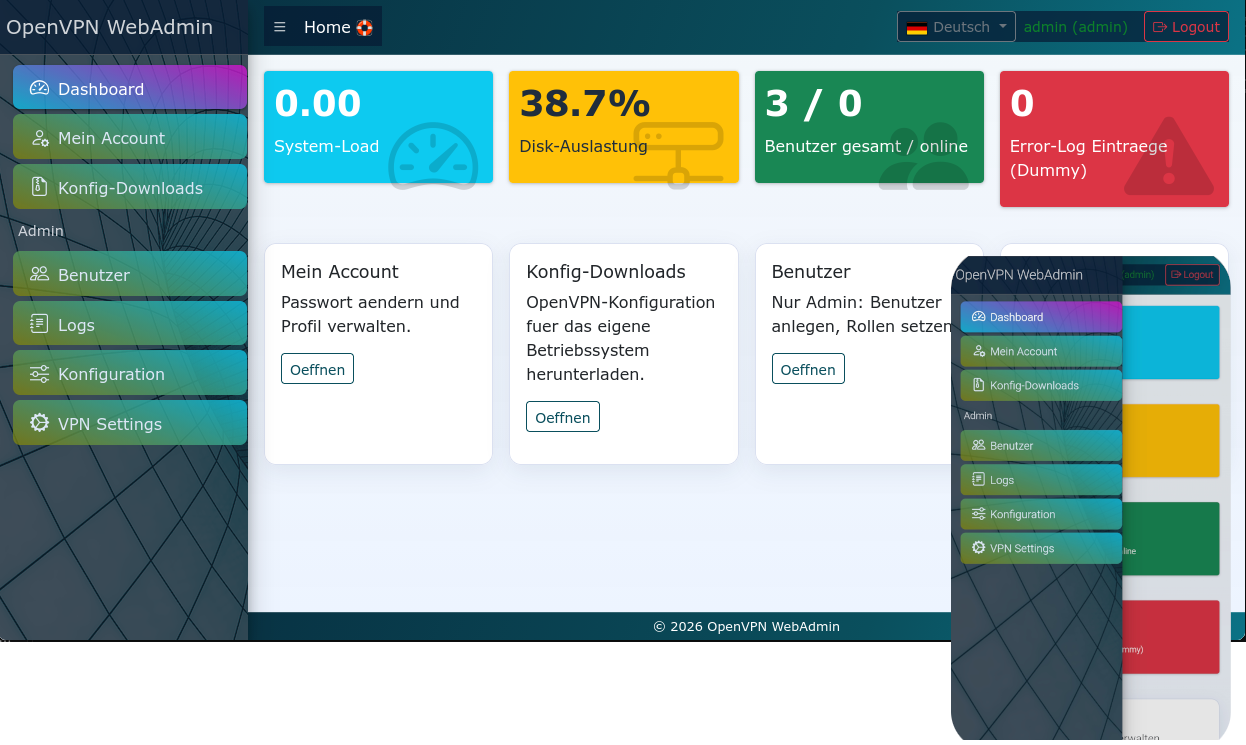 OpenVPN WebAdmin
Home
Deutsch
admin (admin)
Logout
Dashboard
Mein Account
Konfig-Downloads
Admin
Benutzer
Logs
Konfiguration
VPN Settings
0.00
System-Load
38.7%
Disk-Auslastung
3 / 0
Benutzer gesamt / online
0
Error-Log Eintraege
(Dummy)
Mein Account
Passwort aendern und
Profil verwalten.
Oeffnen
Konfig-Downloads
OpenVPN-Konfiguration
fuer das eigene
Betriebssystem
herunterladen.
Oeffnen
Benutzer
Nur Admin: Benutzer
anlegen, Rollen setzen
Oeffnen
© 2026 OpenVPN WebAdmin
OpenVPN WebAdmin
(admin)
Logout
Dashboard
Mein Account
Konfig-Downloads
Admin
Benutzer
Logs
Konfiguration
VPN Settings